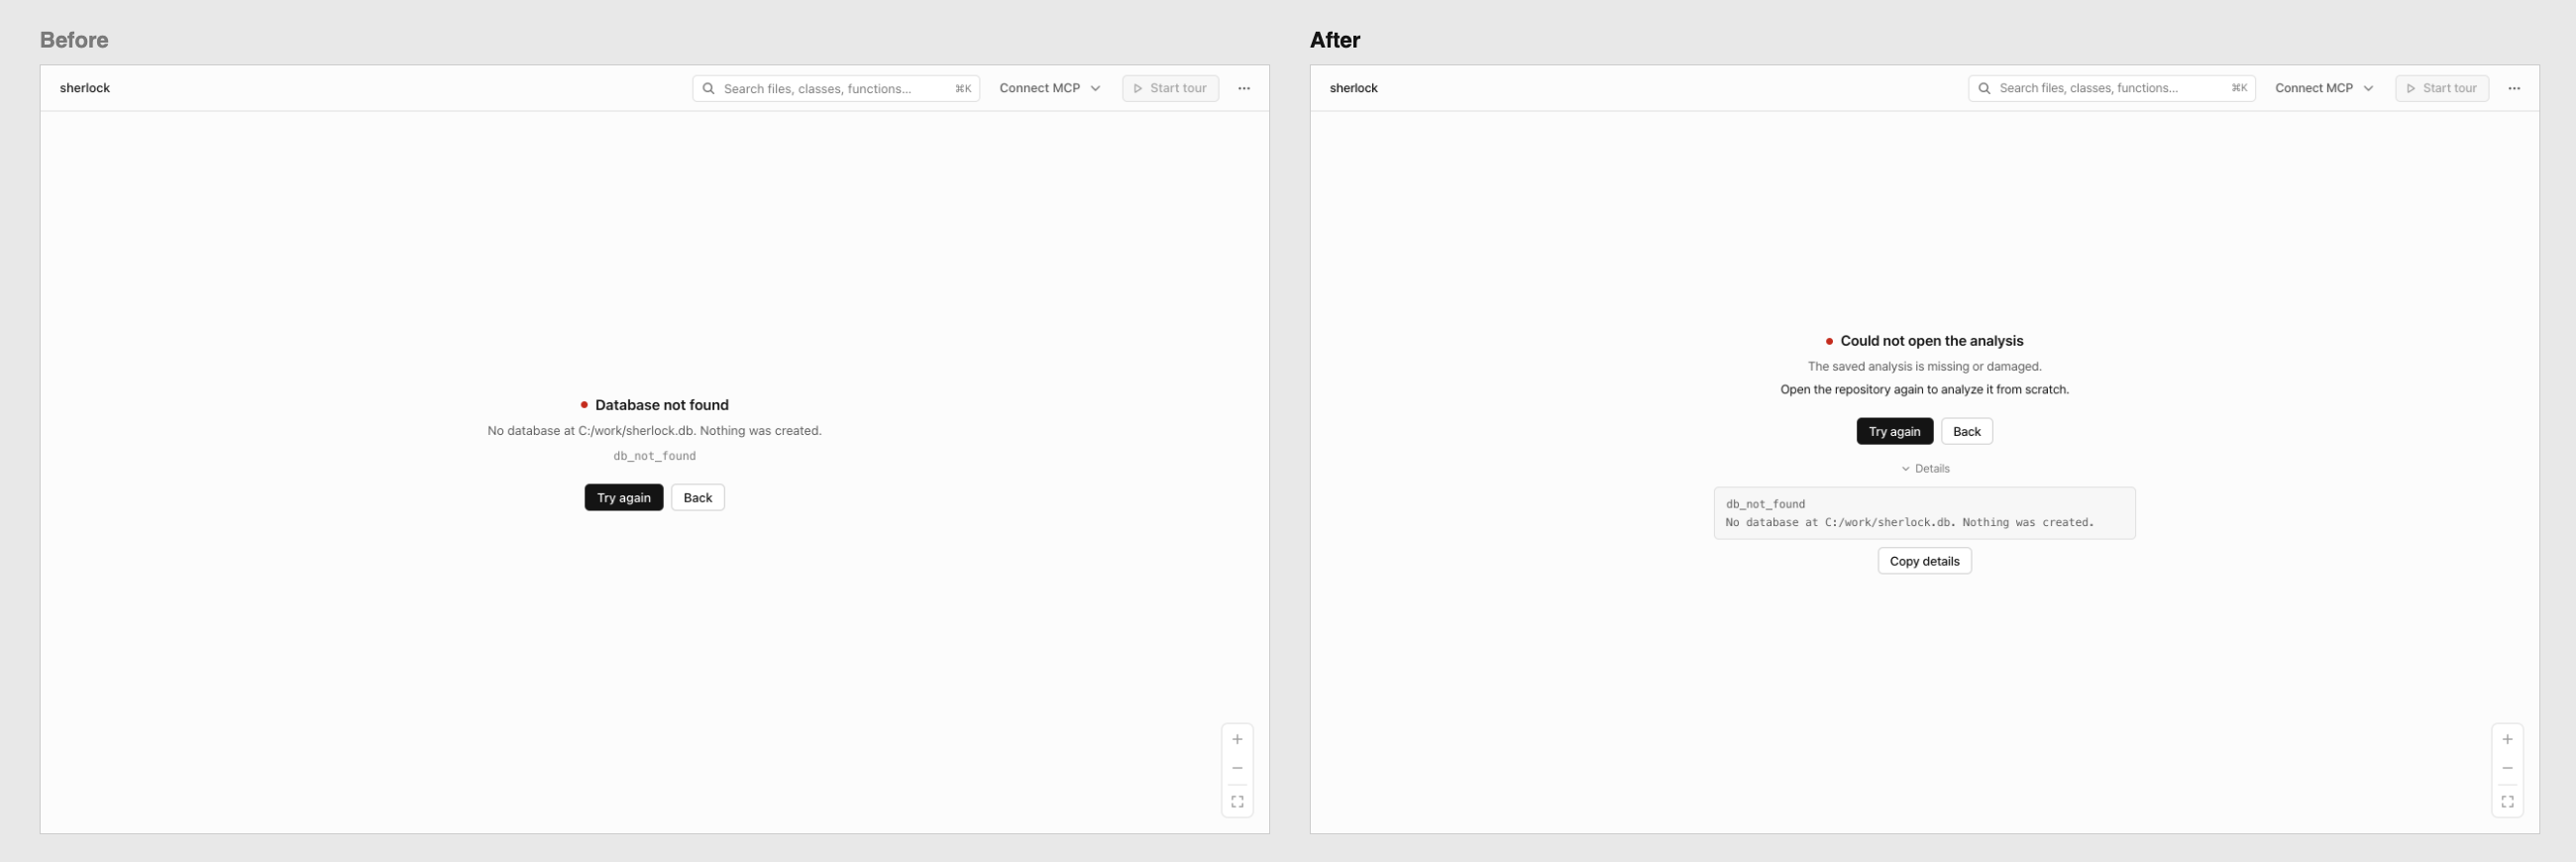 Before
sherlock
Search files, classes, functions... ⌘K
Connect MCP
Start tour
Database not found
No database at C:/work/sherlock.db. Nothing was created.
db_not_found
Try again
Back
After
sherlock
Search files, classes, functions... ⌘K
Connect MCP
Start tour
Could not open the analysis
The saved analysis is missing or damaged.
Open the repository again to analyze it from scratch.
Try again
Back
Details
db_not_found
No database at C:/work/sherlock.db. Nothing was created.
Copy details